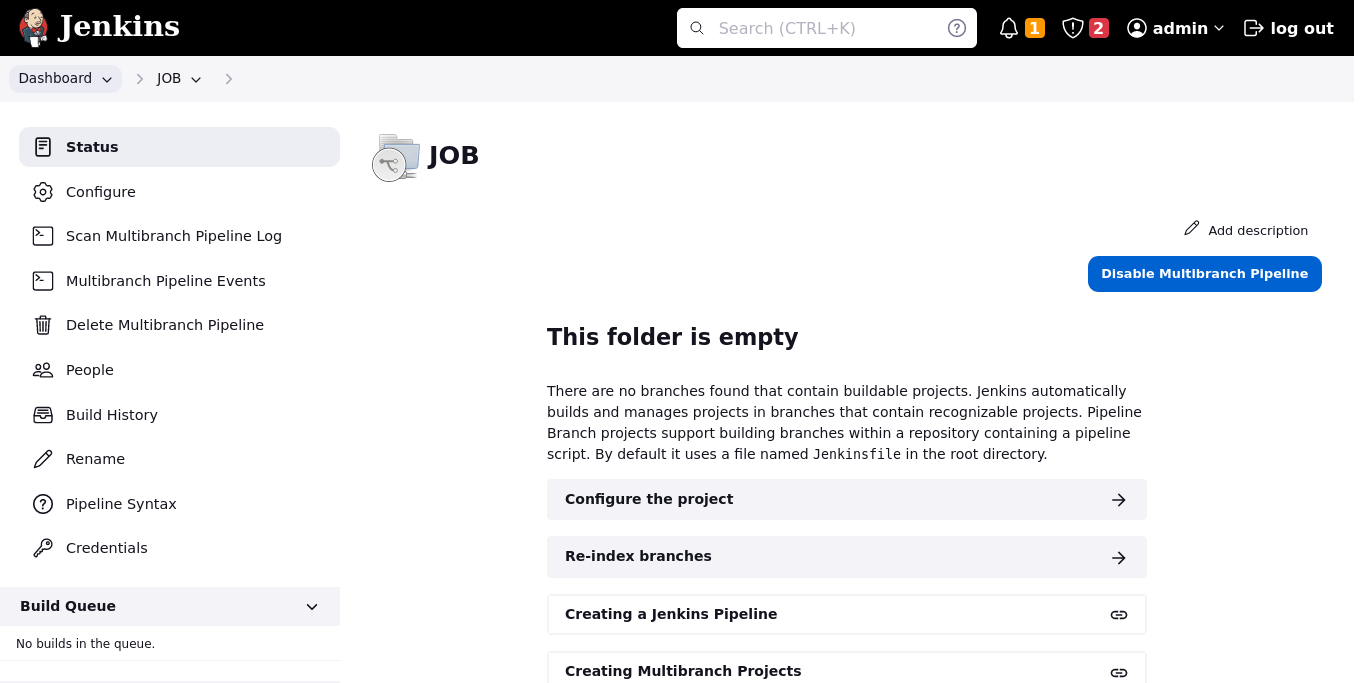 Jenkins
Search (CTRL+K)
1
2
admin
log out
Dashboard
JOB
Status
Configure
Scan Multibranch Pipeline Log
Multibranch Pipeline Events
Delete Multibranch Pipeline
People
Build History
Rename
Pipeline Syntax
Credentials
Build Queue
No builds in the queue.
JOB
Add description
Disable Multibranch Pipeline
This folder is empty
There are no branches found that contain buildable projects. Jenkins automatically
builds and manages projects in branches that contain recognizable projects. Pipeline
Branch projects support building branches within a repository containing a pipeline
script. By default it uses a file named Jenkinsfile in the root directory.
Configure the project
Re-index branches
Creating a Jenkins Pipeline
Creating Multibranch Projects